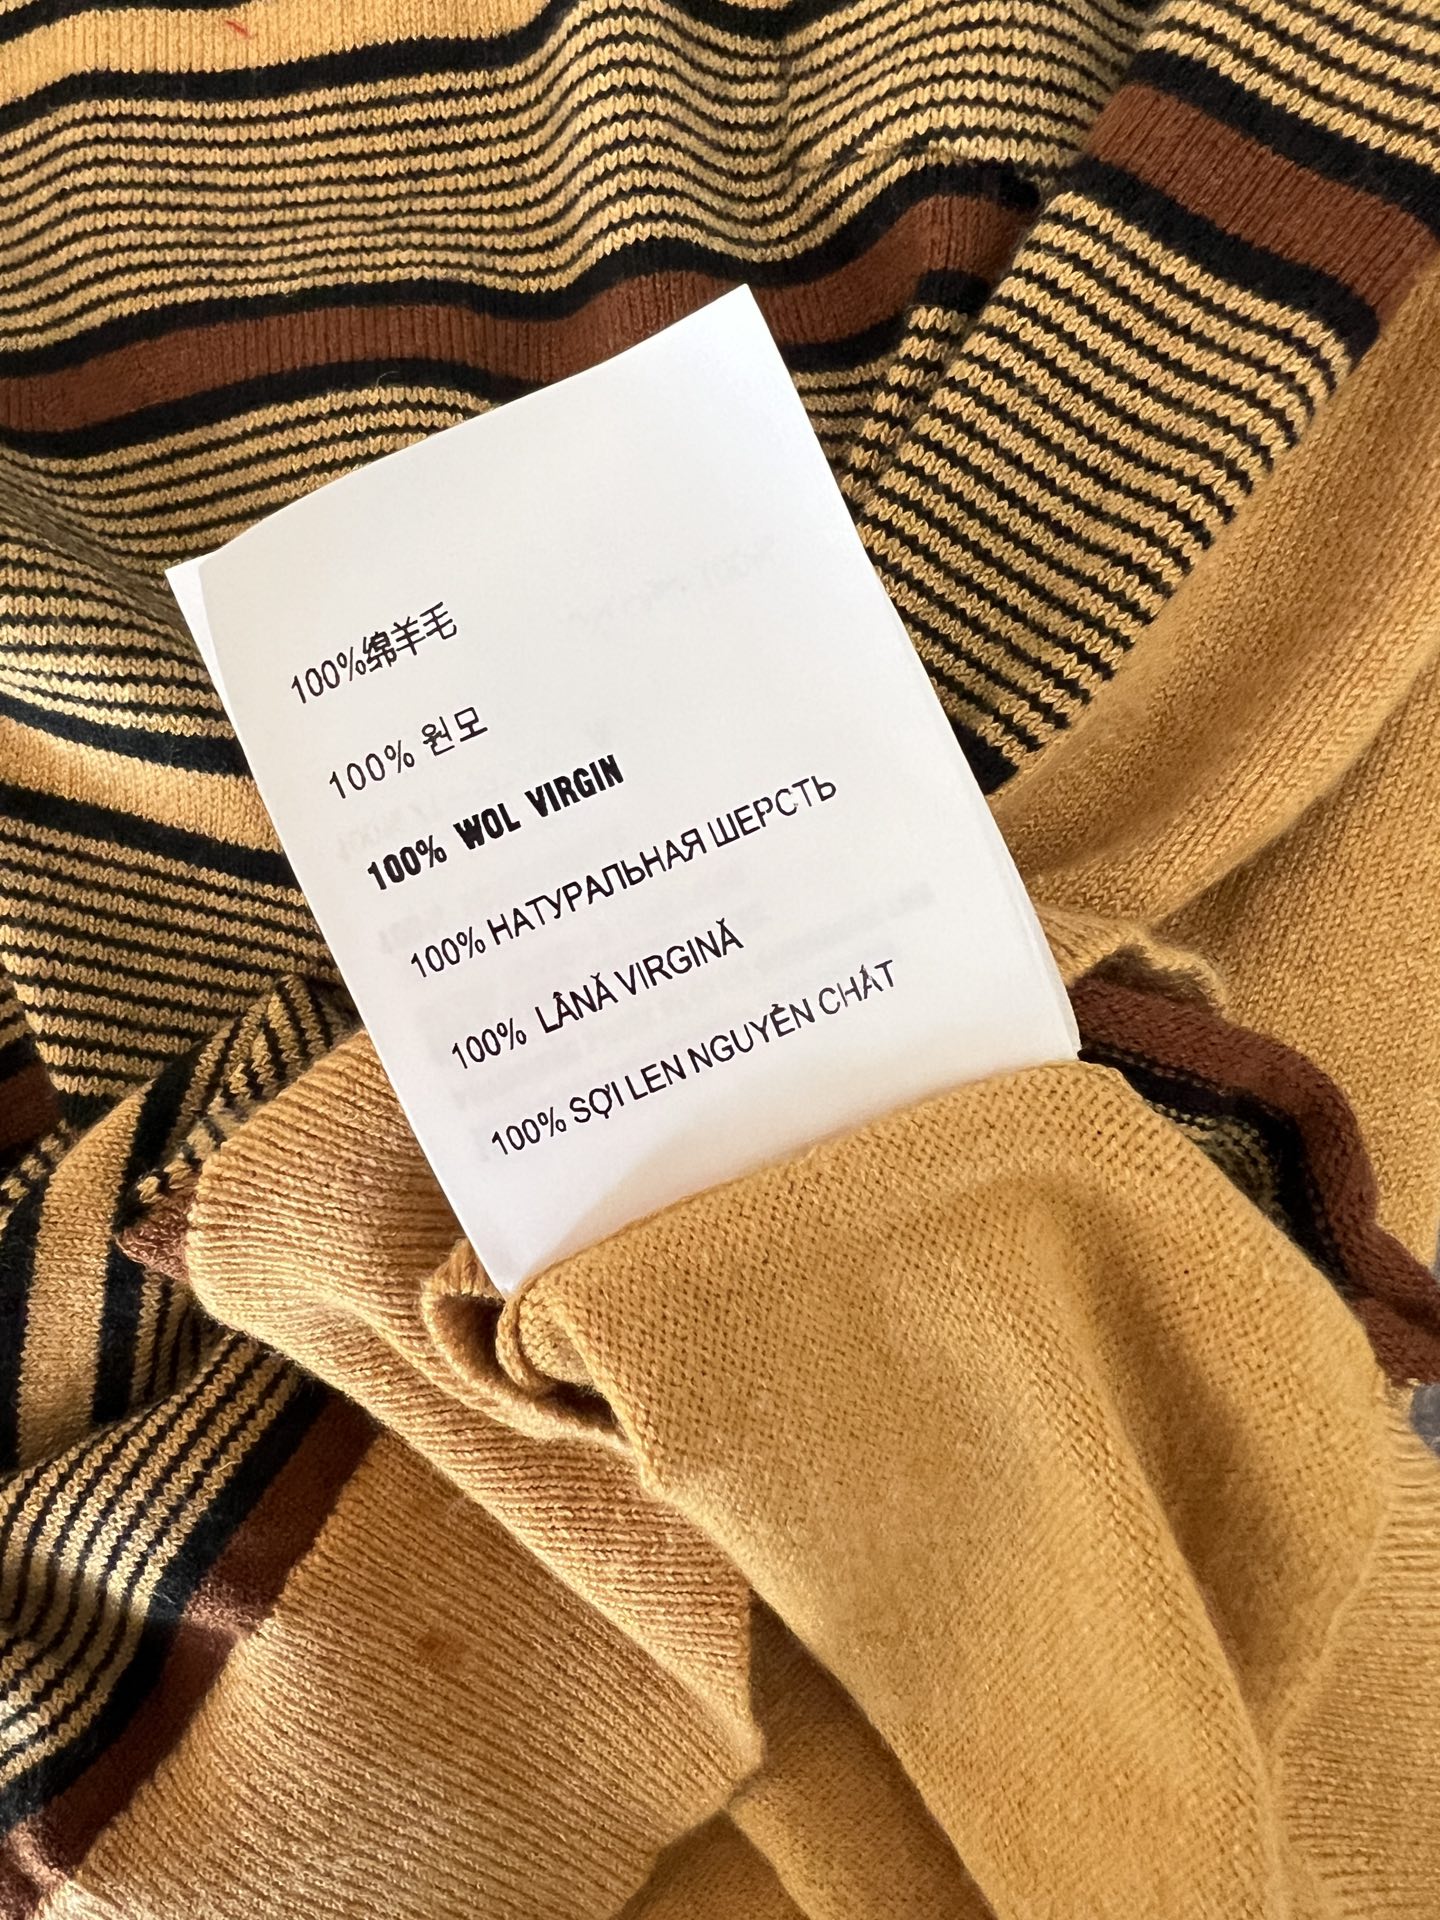 100%绵羊毛
100% 원모
100% WOL VIRGIN
100% НАТУРАЛЬНАЯ ШЕРСТЬ
100% LÂNĂ VIRGINĂ
100% SỢI LEN NGUYÊN CHẤT